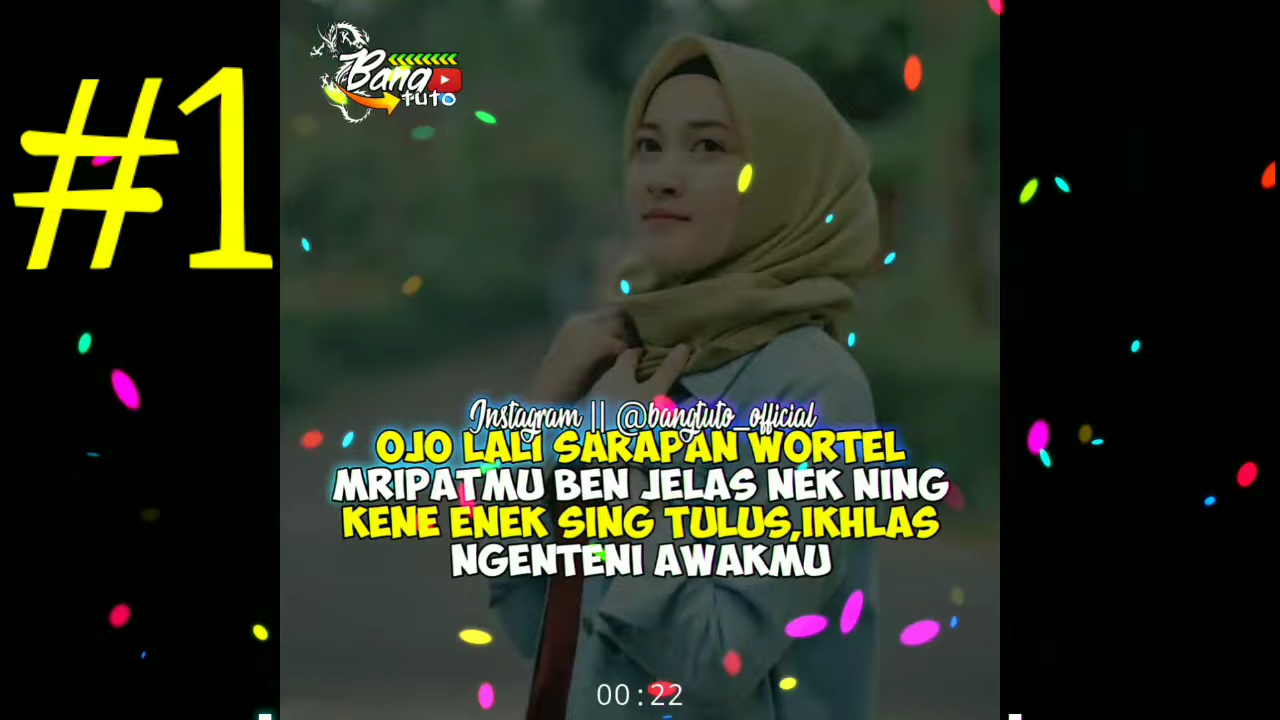 #1
Bang
tuto
Instagram || @bangtuto_official
OJO LALI SARAPAN WORTEL
MRIPATMU BEN JELAS NEK NING
KENE ENEK SING TULUS,IKHLAS
NGENTENI AWAKMU
00:22